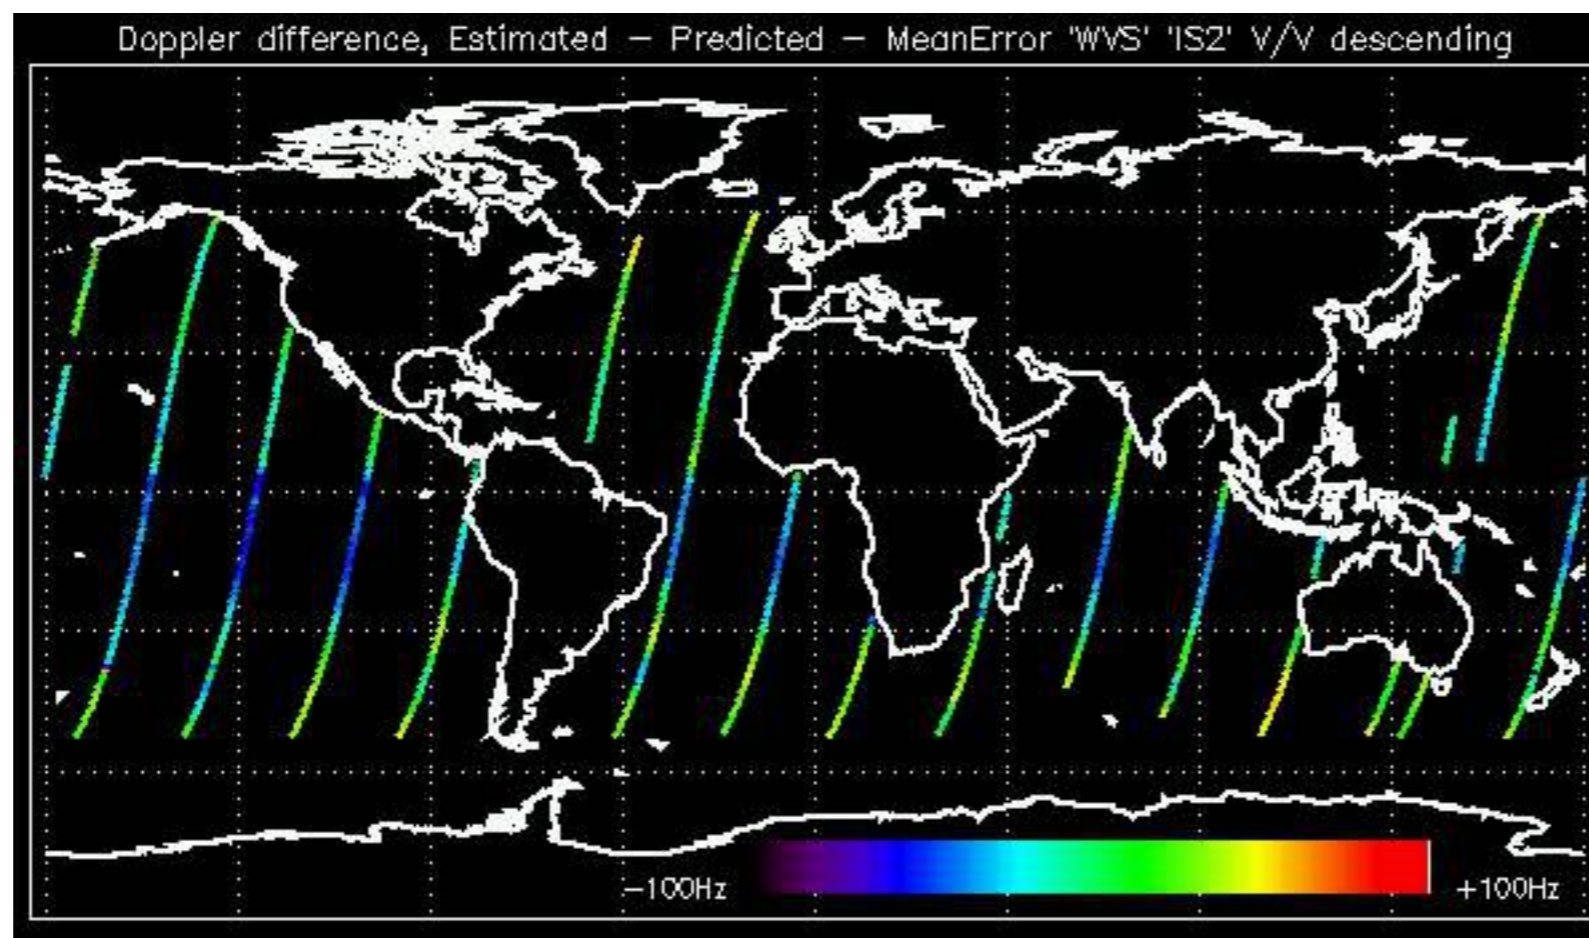 Doppler difference, Estimated – Predicted – MeanError 'WVS' 'IS2' V/V descending
−100Hz
+100Hz